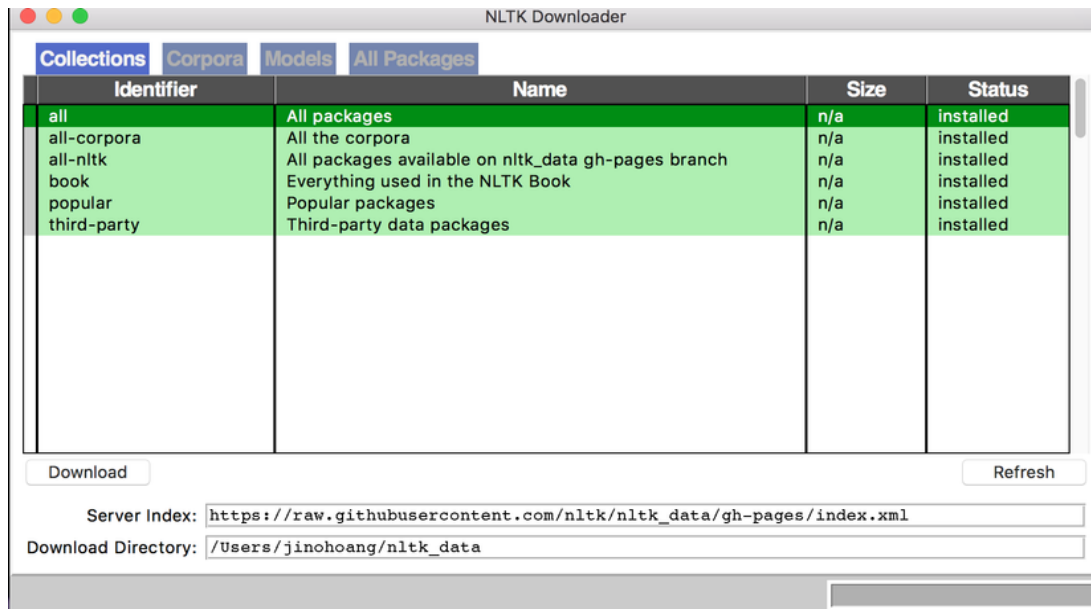 NLTK Downloader
Collections Corpora Models All Packages
Identifier Name Size Status
all All packages n/a installed
all-corpora All the corpora n/a installed
all-nltk All packages available on nltk_data gh-pages branch n/a installed
book Everything used in the NLTK Book n/a installed
popular Popular packages n/a installed
third-party Third-party data packages n/a installed
Download Refresh
Server Index: https://raw.githubusercontent.com/nltk/nltk_data/gh-pages/index.xml
Download Directory: /Users/jinohoang/nltk_data